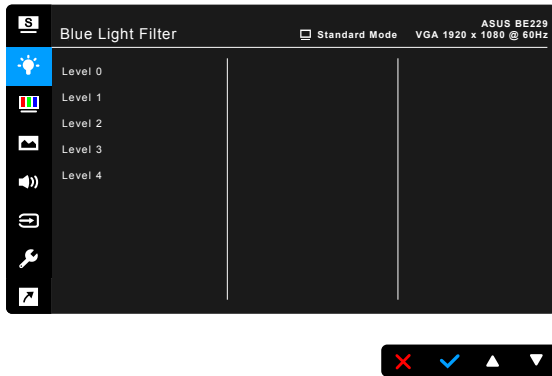 S
ASUS BE229
Blue Light Filter
Standard Mode
VGA 1920 x 1080 @ 60Hz
Level 0
Level 1
Level 2
Level 3
Level 4